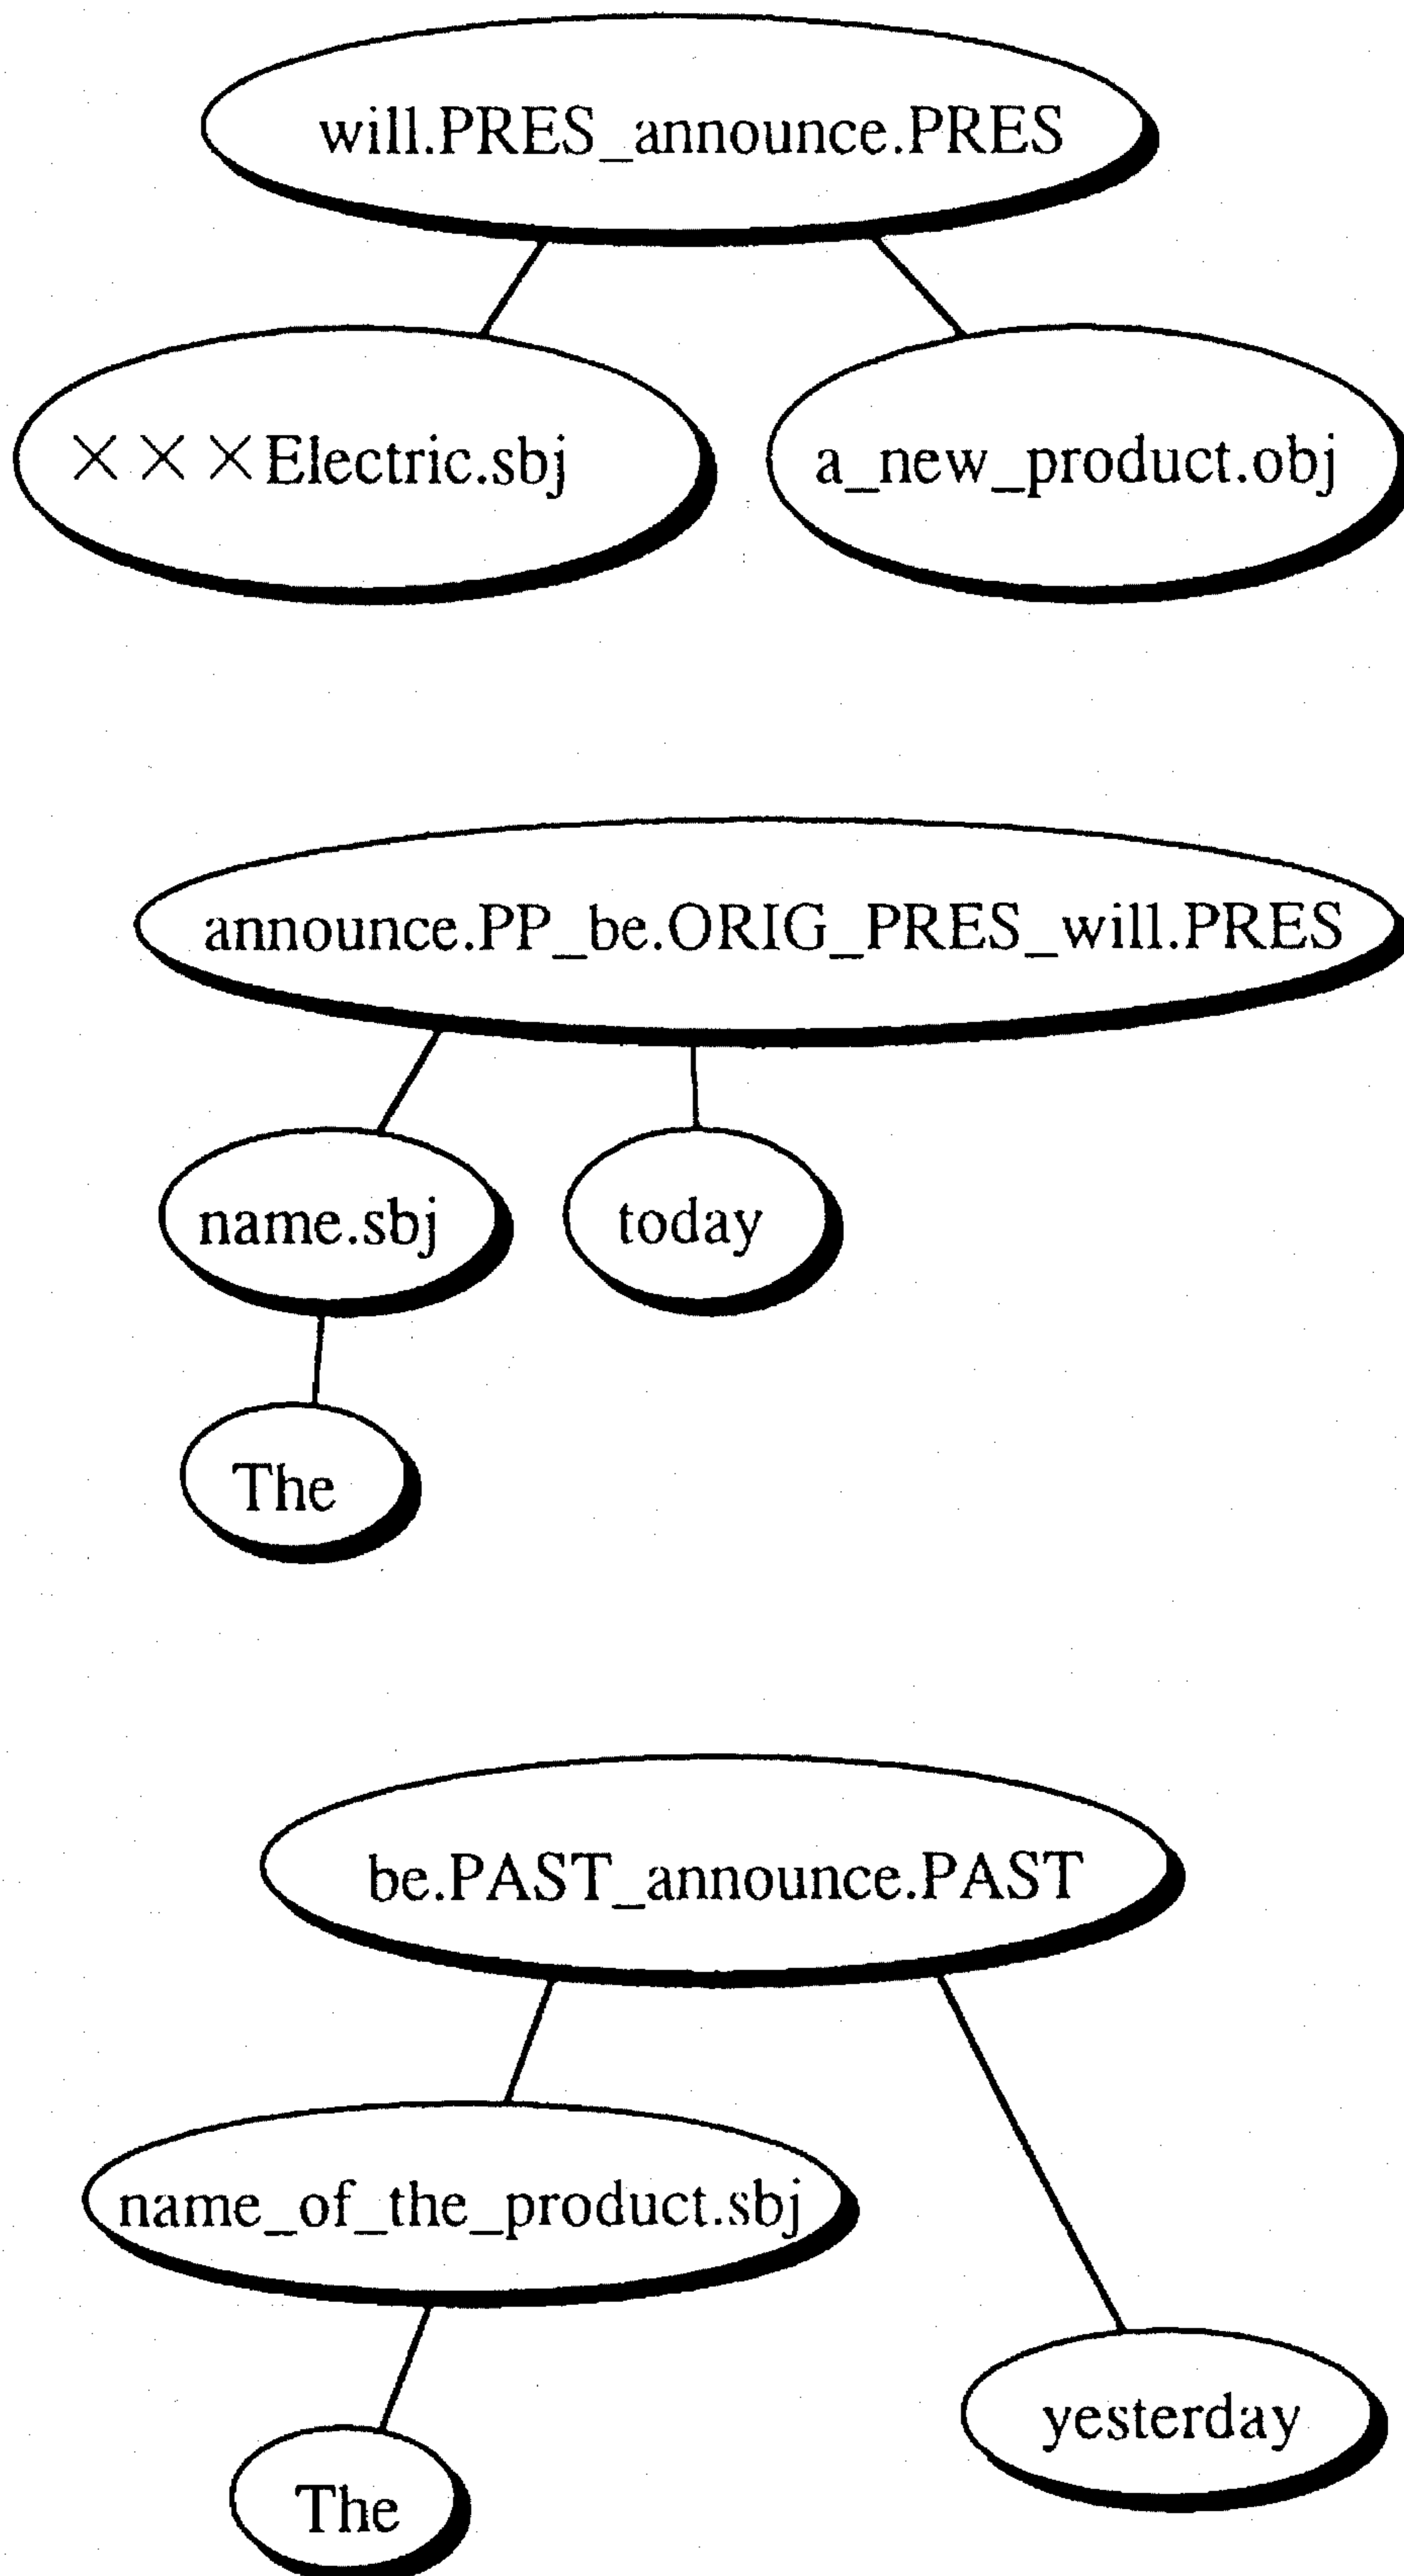 will.PRES_announce.PRES
×××Electric.sbj
a_new_product.obj
announce.PP_be.ORIG_PRES_will.PRES
name.sbj
today
The
be.PAST_announce.PAST
name_of_the_product.sbj
yesterday
The